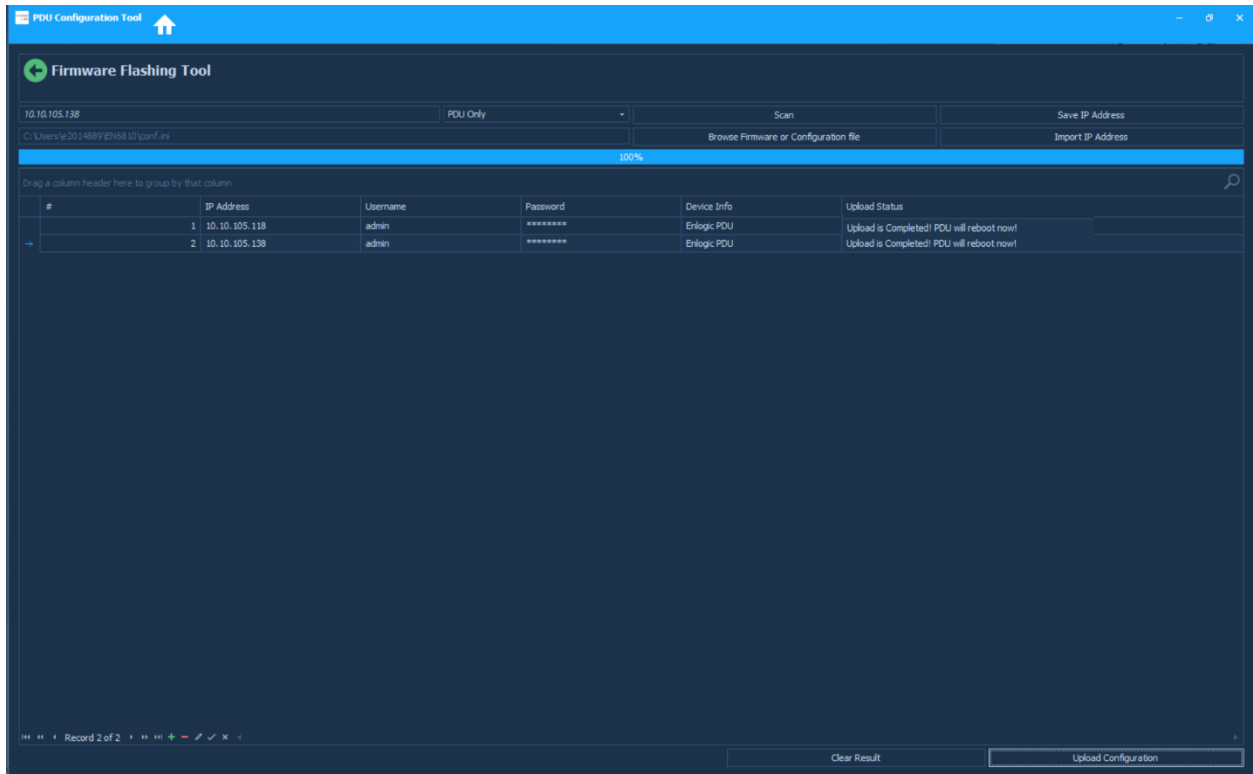 PDU Configuration Tool
Firmware Flashing Tool
10.10.105.138 PDU Only Scan Save IP Address
C:\Users\e2014889\EN6810\conf.ini Browse Firmware or Configuration file Import IP Address
100%
Drag a column header here to group by that column
# IP Address Username Password Device Info Upload Status
1 10.10.105.118 admin ******** Enlogic PDU Upload is Completed! PDU will reboot now!
2 10.10.105.138 admin ******** Enlogic PDU Upload is Completed! PDU will reboot now!
Record 2 of 2
Clear Result Upload Configuration